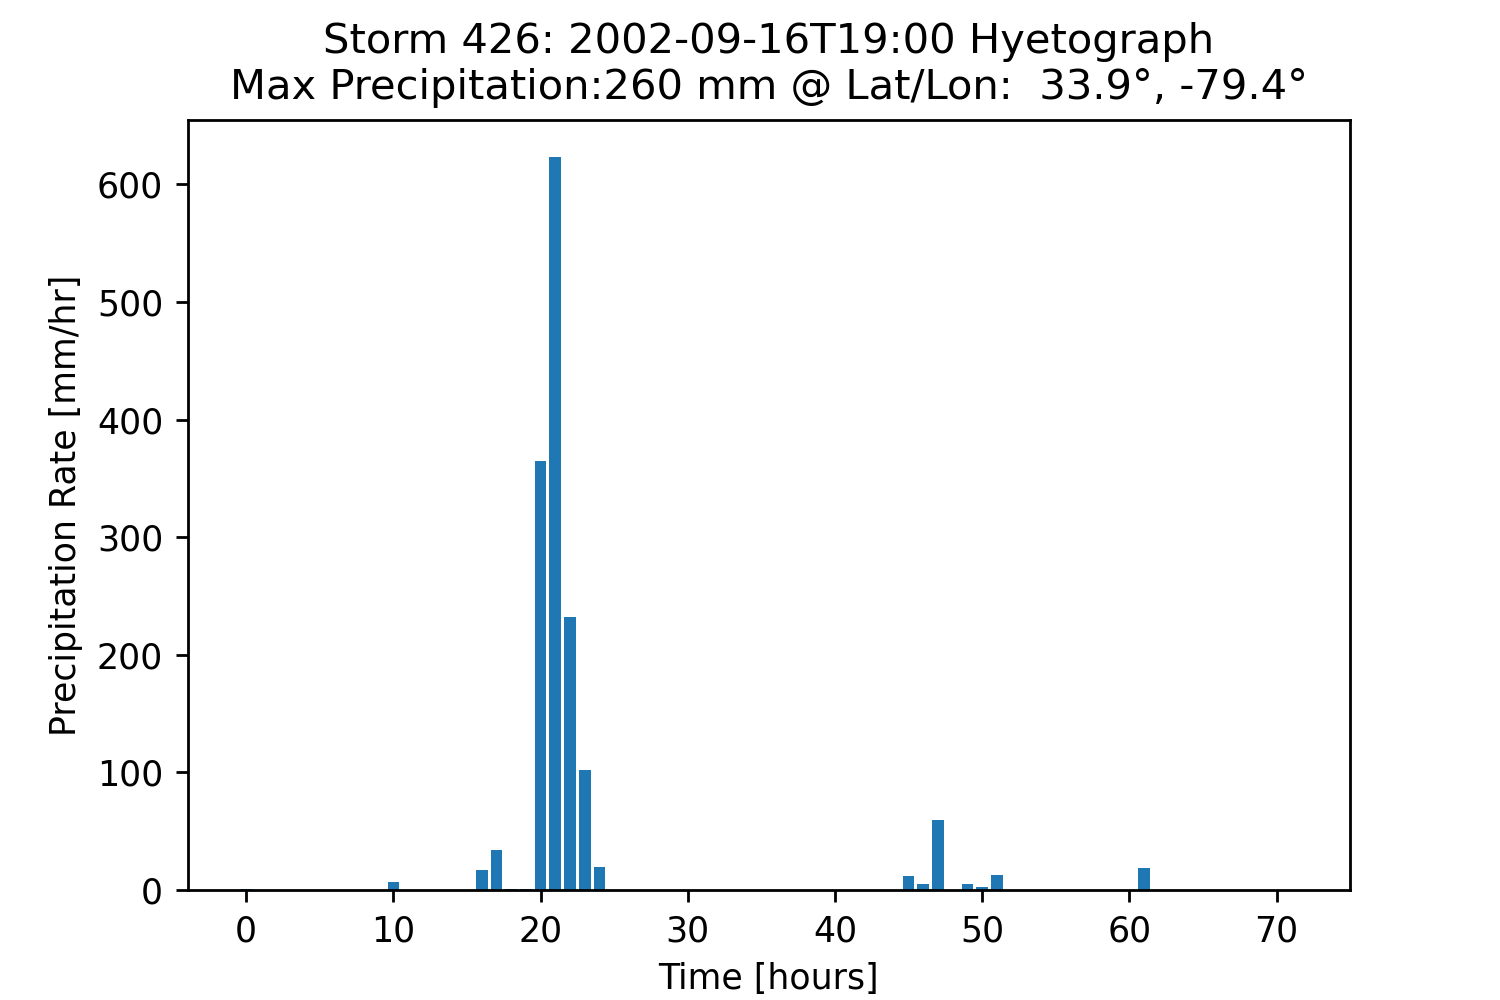 Storm 426: 2002-09-16T19:00 Hyetograph
Max Precipitation:260 mm @ Lat/Lon:  33.9°, -79.4°
Precipitation Rate [mm/hr]
600
500
400
300
200
100
0
0 10 20 30 40 50 60 70
Time [hours]